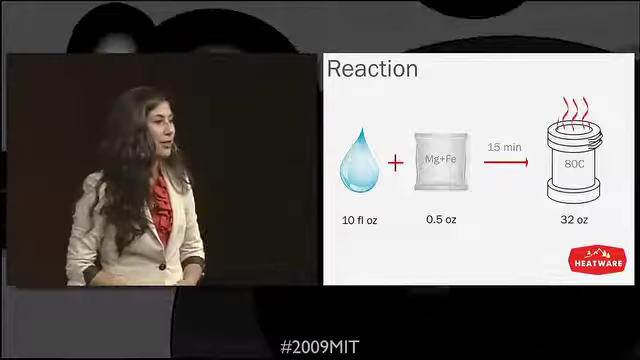 Reaction
Mg+Fe
15 min
80C
10 fl oz
0.5 oz
32 oz
HEATWARE
#2009MIT